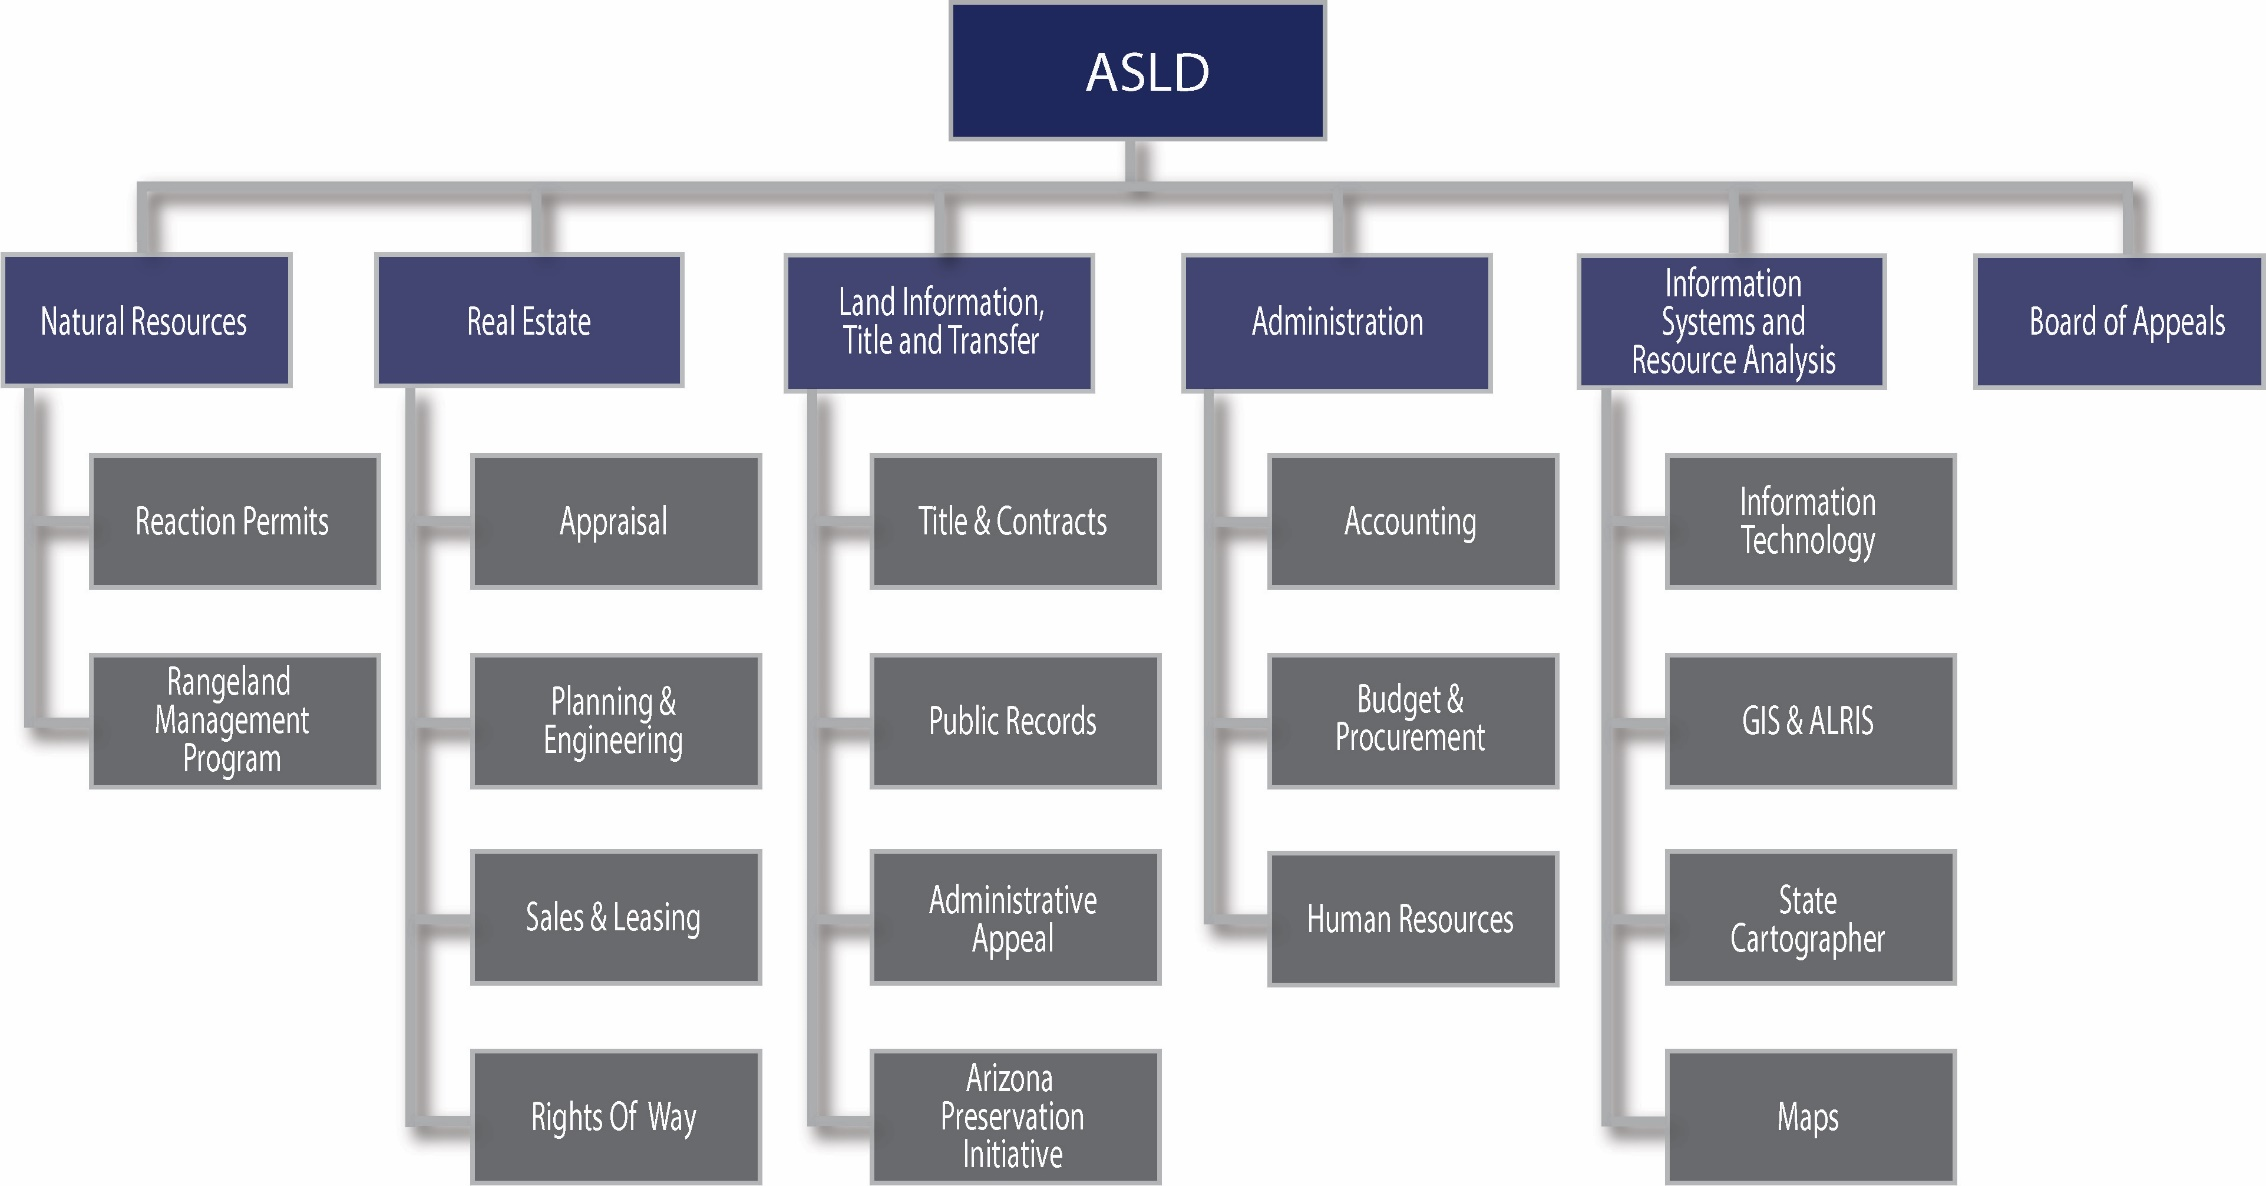 ASLD
Natural Resources
Real Estate
Land Information,
Title and Transfer
Administration
Information
Systems and
Resource Analysis
Board of Appeals
Reaction Permits
Rangeland
Management
Program
Appraisal
Planning &
Engineering
Sales & Leasing
Rights Of Way
Title & Contracts
Public Records
Administrative
Appeal
Arizona
Preservation
Initiative
Accounting
Budget &
Procurement
Human Resources
Information
Technology
GIS & ALRIS
State
Cartographer
Maps